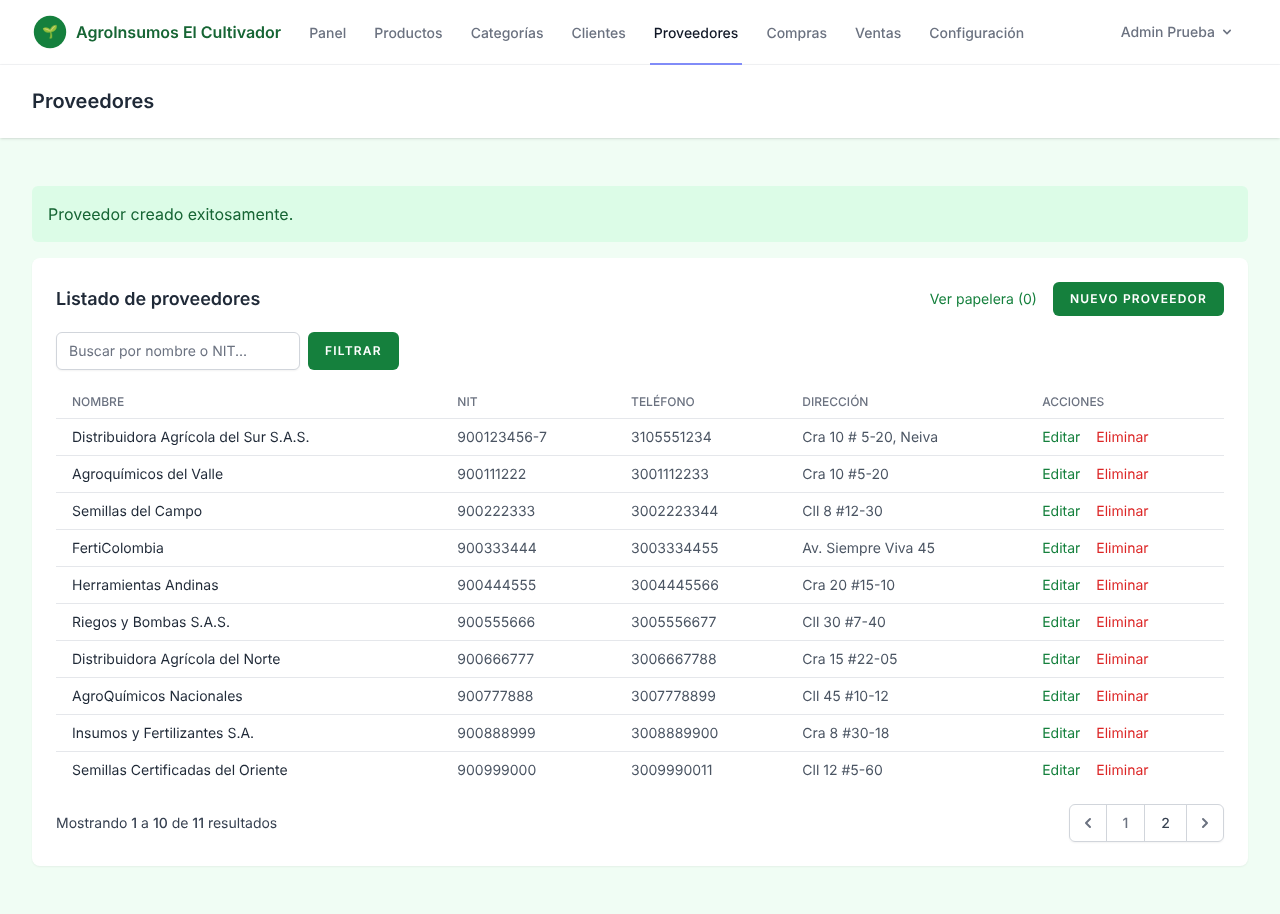 AgroInsumos El Cultivador Panel Productos Categorías Clientes Proveedores Compras Ventas Configuración Admin Prueba
Proveedores
Proveedor creado exitosamente.
Listado de proveedores Ver papelera (0) NUEVO PROVEEDOR
Buscar por nombre o NIT... FILTRAR
NOMBRE NIT TELÉFONO DIRECCIÓN ACCIONES
Distribuidora Agrícola del Sur S.A.S. 900123456-7 3105551234 Cra 10 # 5-20, Neiva Editar Eliminar
Agroquímicos del Valle 900111222 3001112233 Cra 10 #5-20 Editar Eliminar
Semillas del Campo 900222333 3002223344 Cll 8 #12-30 Editar Eliminar
FertiColombia 900333444 3003334455 Av. Siempre Viva 45 Editar Eliminar
Herramientas Andinas 900444555 3004445566 Cra 20 #15-10 Editar Eliminar
Riegos y Bombas S.A.S. 900555666 3005556677 Cll 30 #7-40 Editar Eliminar
Distribuidora Agrícola del Norte 900666777 3006667788 Cra 15 #22-05 Editar Eliminar
AgroQuímicos Nacionales 900777888 3007778899 Cll 45 #10-12 Editar Eliminar
Insumos y Fertilizantes S.A. 900888999 3008889900 Cra 8 #30-18 Editar Eliminar
Semillas Certificadas del Oriente 900999000 3009990011 Cll 12 #5-60 Editar Eliminar
Mostrando 1 a 10 de 11 resultados 1 2